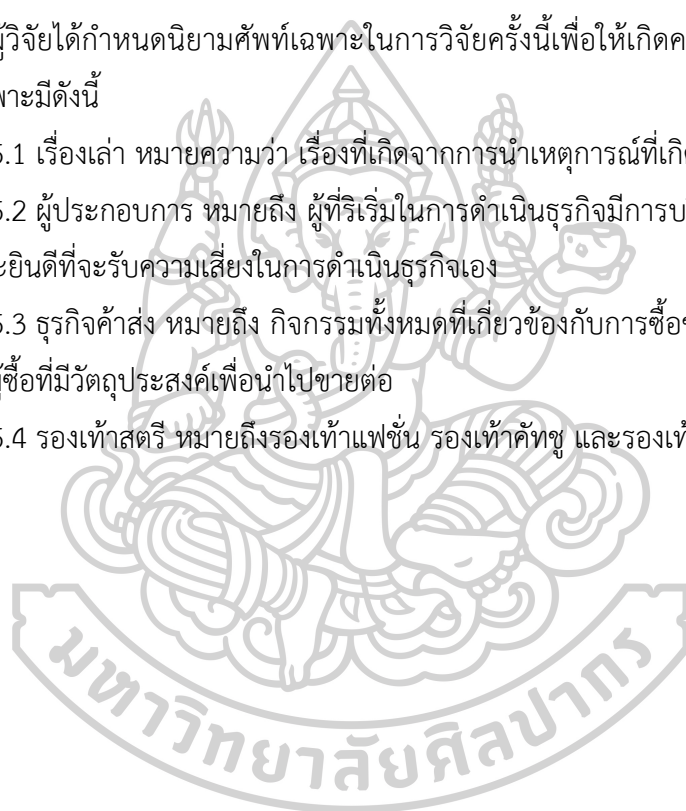 ผู้วิจัยได้กำหนดนิยามศัพท์เฉพาะในการวิจัยครั้งนี้เพื่อให้เกิดค
พาะมีดังนี้
5.1 เรื่องเล่า หมายความว่า เรื่องที่เกิดจากการนำเหตุการณ์ที่เกิ
5.2 ผู้ประกอบการ หมายถึง ผู้ที่ริเริ่มในการดำเนินธุรกิจมีการบ
ะยินดีที่จะรับความเสี่ยงในการดำเนินธุรกิจเอง
5.3 ธุรกิจค้าส่ง หมายถึง กิจกรรมทั้งหมดที่เกี่ยวข้องกับการซื้อข
ผู้ซื้อที่มีวัตถุประสงค์เพื่อนำไปขายต่อ
5.4 รองเท้าสตรี หมายถึงรองเท้าแฟชั่น รองเท้าคัทชู และรองเท้
มหาวิทยาลัยศิลปากร